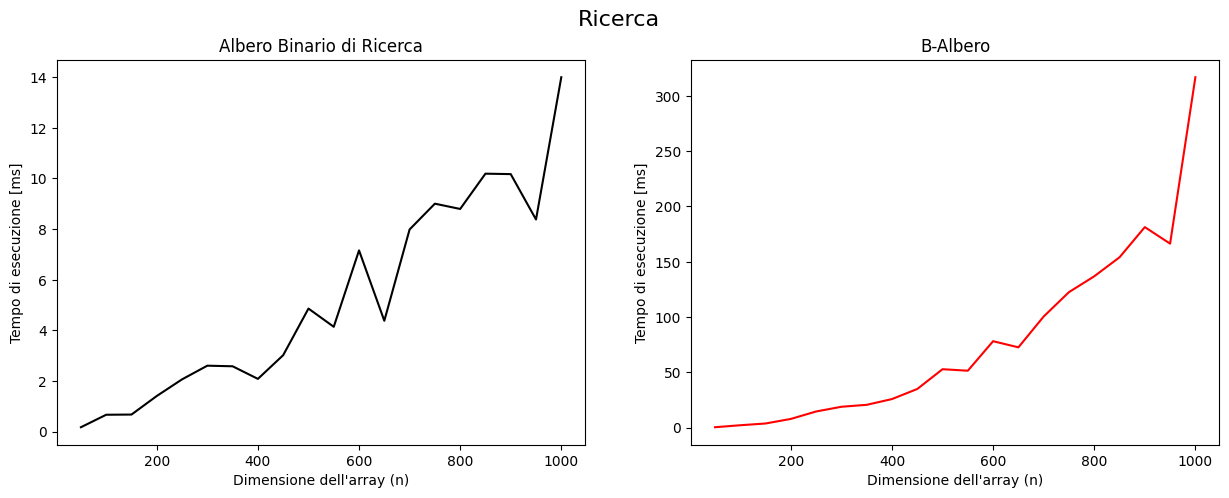 Ricerca
Albero Binario di Ricerca
Tempo di esecuzione [ms]
14
12
10
8
6
4
2
0
200 400 600 800 1000
Dimensione dell'array (n)
B-Albero
Tempo di esecuzione [ms]
300
250
200
150
100
50
0
200 400 600 800 1000
Dimensione dell'array (n)